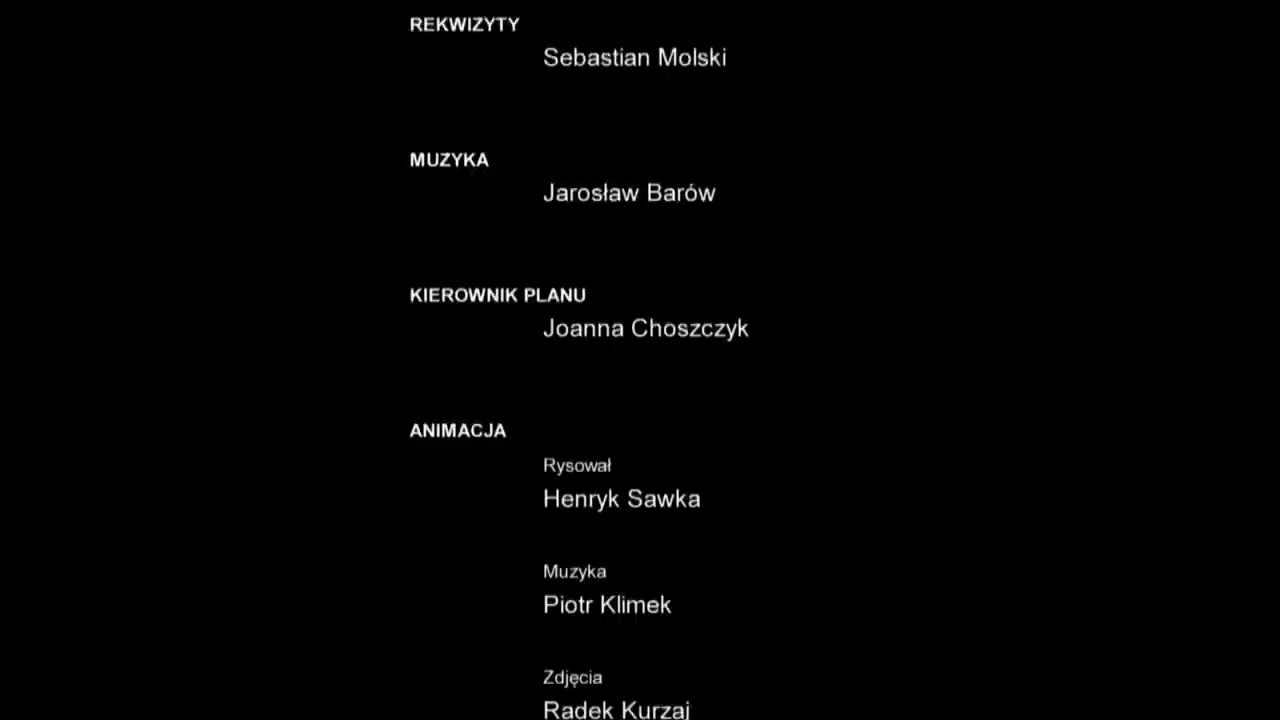 REKWIZYTY
Sebastian Molski
MUZYKA
Jarosław Barów
KIEROWNIK PLANU
Joanna Choszczyk
ANIMACJA
Rysował
Henryk Sawka
Muzyka
Piotr Klimek
Zdjęcia
Radek Kurzaj